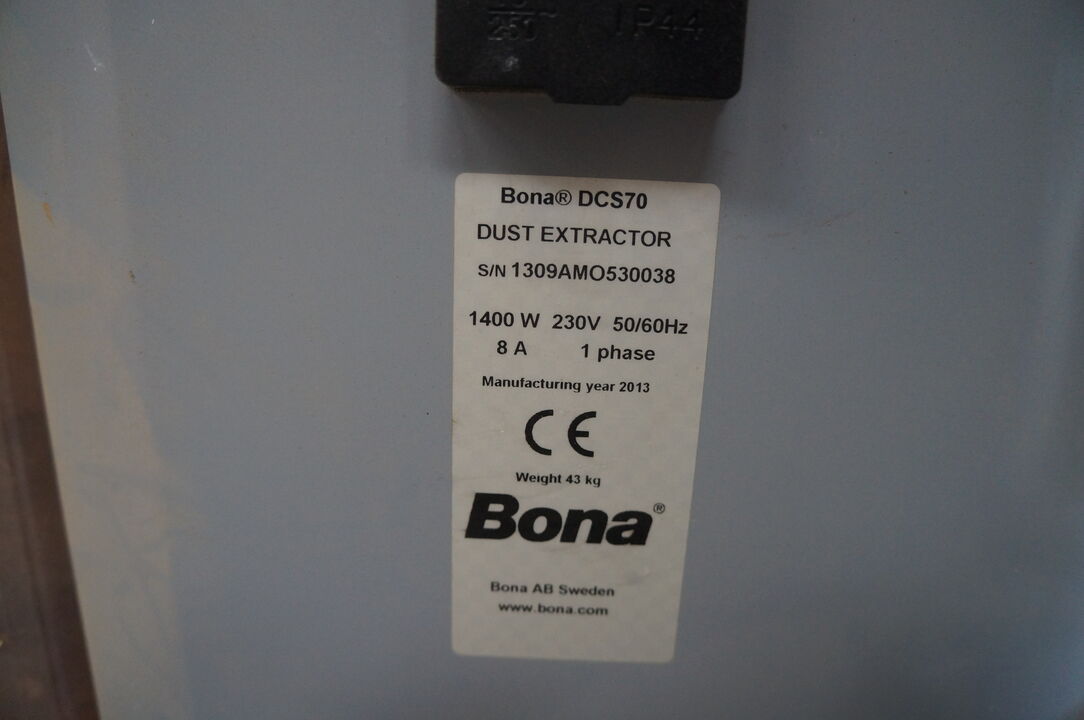 IP44
Bona® DCS70
DUST EXTRACTOR
S/N 1309AMO530038
1400 W 230V 50/60Hz
8 A 1 phase
Manufacturing year 2013
CE
Weight 43 kg
Bona®
Bona AB Sweden
www.bona.com